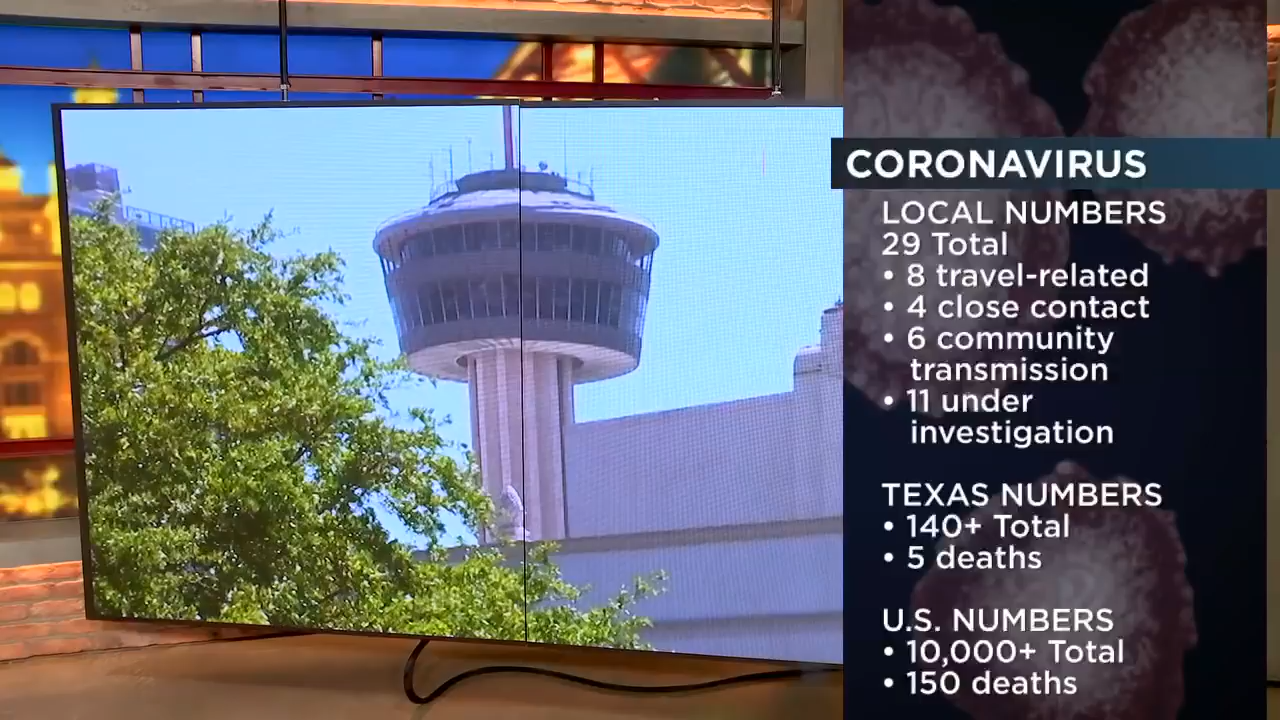 CORONAVIRUS
LOCAL NUMBERS
29 Total
• 8 travel-related
• 4 close contact
• 6 community
transmission
• 11 under
investigation
TEXAS NUMBERS
• 140+ Total
• 5 deaths
U.S. NUMBERS
• 10,000+ Total
• 150 deaths